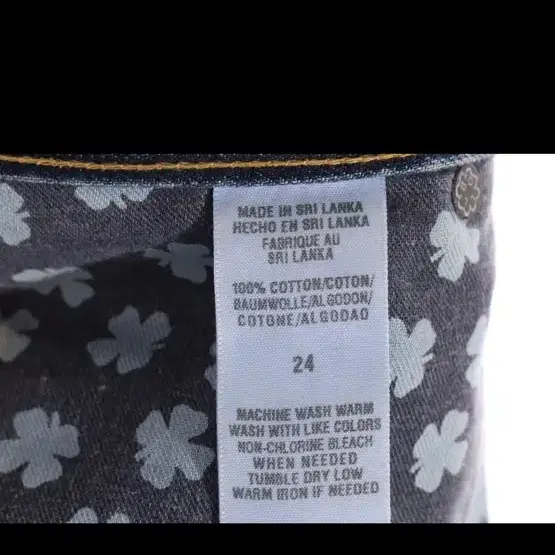 MADE IN SRI LANKA
HECHO EN SRI LANKA
FABRIQUE AU
SRI LANKA
100% COTTON/COTON/
BAUMWOLLE/ALGODON/
COTONE/ALGODAO
24
MACHINE WASH WARM
WASH WITH LIKE COLORS
NON-CHLORINE BLEACH
WHEN NEEDED
TUMBLE DRY LOW
WARM IRON IF NEEDED